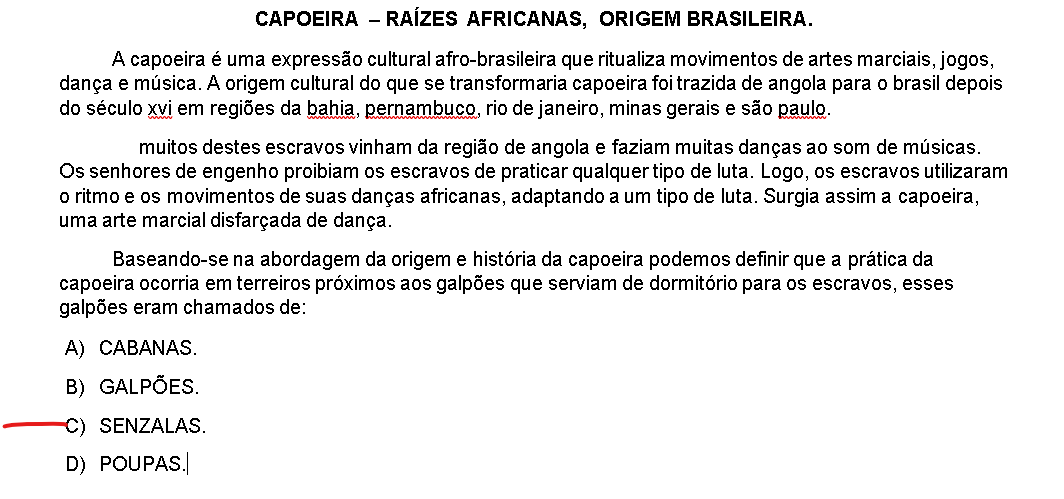 CAPOEIRA – RAÍZES AFRICANAS, ORIGEM BRASILEIRA.
A capoeira é uma expressão cultural afro-brasileira que ritualiza movimentos de artes marciais, jogos,
dança e música. A origem cultural do que se transformaria capoeira foi trazida de angola para o brasil depois
do século xvi em regiões da bahia, pernambuco, rio de janeiro, minas gerais e são paulo.
muitos destes escravos vinham da região de angola e faziam muitas danças ao som de músicas.
Os senhores de engenho proibiam os escravos de praticar qualquer tipo de luta. Logo, os escravos utilizaram
o ritmo e os movimentos de suas danças africanas, adaptando a um tipo de luta. Surgia assim a capoeira,
uma arte marcial disfarçada de dança.
Baseando-se na abordagem da origem e história da capoeira podemos definir que a prática da
capoeira ocorria em terreiros próximos aos galpões que serviam de dormitório para os escravos, esses
galpões eram chamados de:
A) CABANAS.
B) GALPÕES.
C) SENZALAS.
D) POUPAS.